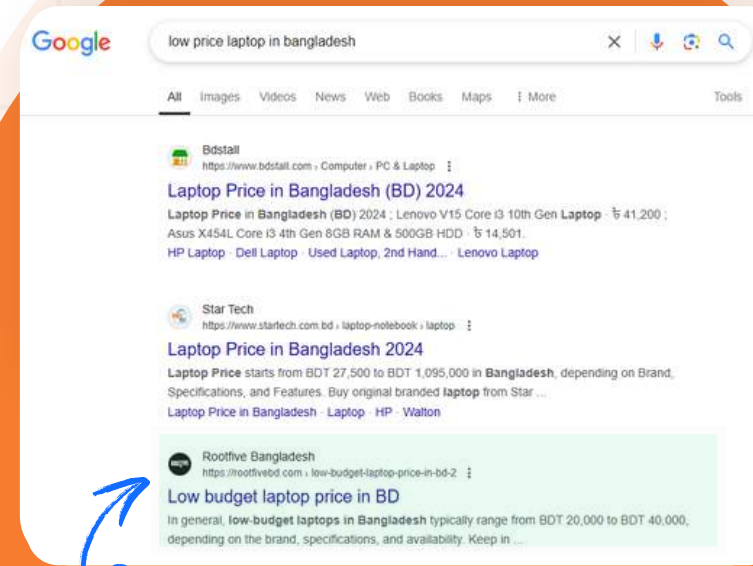 Google
low price laptop in bangladesh
All Images Videos News Web Books Maps ⋮ More Tools
Bdstall
https://www.bdstall.com › Computer › PC & Laptop ⋮
Laptop Price in Bangladesh (BD) 2024
Laptop Price in Bangladesh (BD) 2024 ; Lenovo V15 Core i3 10th Gen Laptop · ৳ 41,200 ;
Asus X454L Core i3 4th Gen 8GB RAM & 500GB HDD · ৳ 14,501.
HP Laptop · Dell Laptop · Used Laptop, 2nd Hand... · Lenovo Laptop
Star Tech
https://www.startech.com.bd › laptop-notebook › laptop ⋮
Laptop Price in Bangladesh 2024
Laptop Price starts from BDT 27,500 to BDT 1,095,000 in Bangladesh, depending on Brand,
Specifications, and Features. Buy original branded laptop from Star ...
Laptop Price in Bangladesh · Laptop · HP · Walton
Rootfive Bangladesh
https://rootfivebd.com › low-budget-laptop-price-in-bd-2 ⋮
Low budget laptop price in BD
In general, low-budget laptops in Bangladesh typically range from BDT 20,000 to BDT 40,000,
depending on the brand, specifications, and availability. Keep in ...